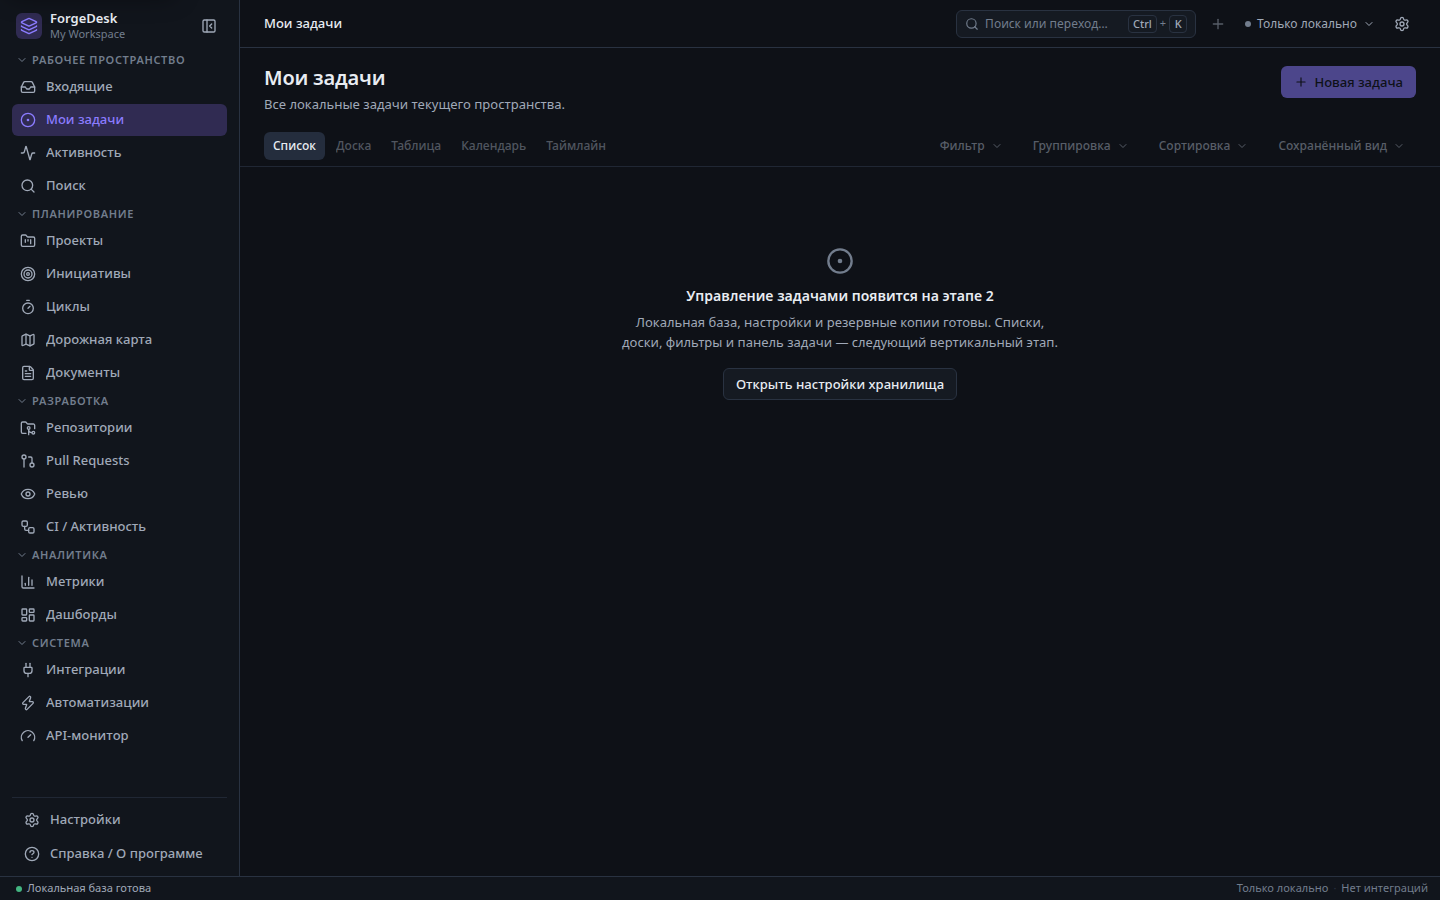 ForgeDesk
My Workspace
РАБОЧЕЕ ПРОСТРАНСТВО
Входящие
Мои задачи
Активность
Поиск
ПЛАНИРОВАНИЕ
Проекты
Инициативы
Циклы
Дорожная карта
Документы
РАЗРАБОТКА
Репозитории
Pull Requests
Ревью
CI / Активность
АНАЛИТИКА
Метрики
Дашборды
СИСТЕМА
Интеграции
Автоматизации
API-монитор
Настройки
Справка / О программе
Мои задачи
Поиск или переход... Ctrl + K
Только локально
Мои задачи
Все локальные задачи текущего пространства.
Новая задача
Список Доска Таблица Календарь Таймлайн
Фильтр Группировка Сортировка Сохранённый вид
Управление задачами появится на этапе 2
Локальная база, настройки и резервные копии готовы. Списки,
доски, фильтры и панель задачи — следующий вертикальный этап.
Открыть настройки хранилища
Локальная база готова
Только локально · Нет интеграций